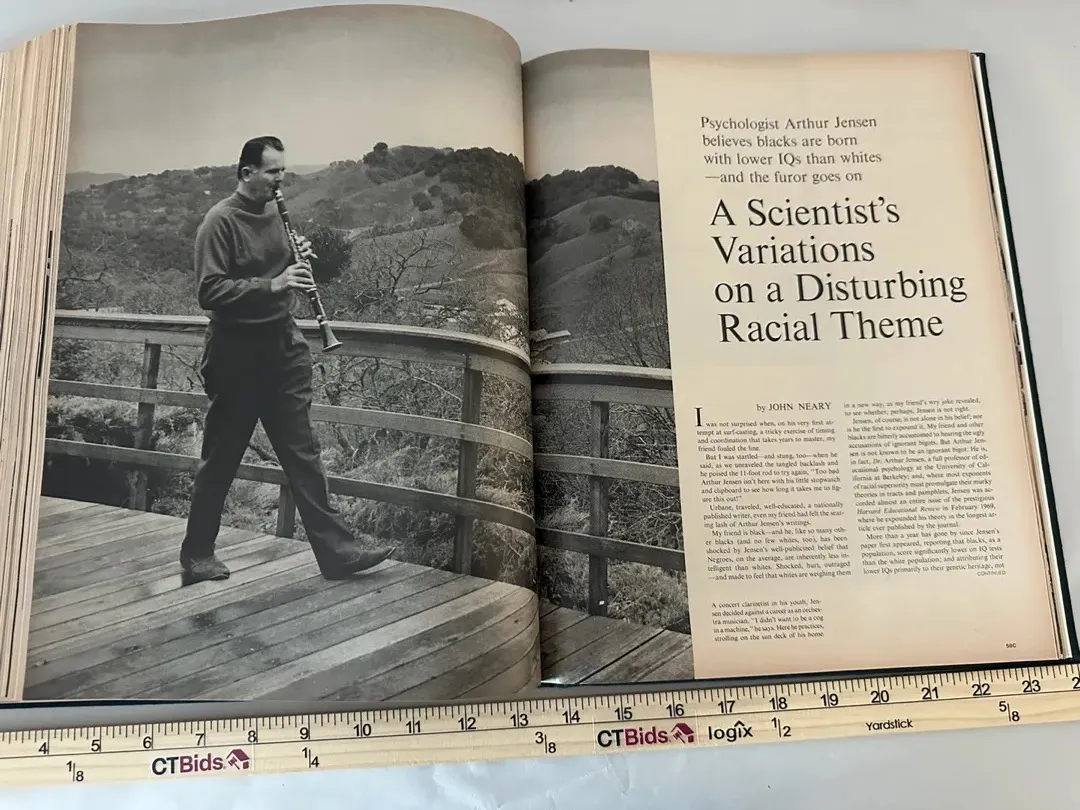 Psychologist Arthur Jensen
believes blacks are born
with lower IQs than whites
—and the furor goes on
A Scientist's
Variations
on a Disturbing
Racial Theme
by JOHN NEARY
I was not surprised when, on his very first at-
tempt at surf-casting, a tricky exercise of timing
and coordination that takes years to master, my
friend fouled the line.
But I was startled—and stung, too—when he
said, as we unraveled the tangled backlash and
he poised the 11-foot rod to try again, "Too bad
Arthur Jensen isn't here with his little stopwatch
and clipboard to see how long it takes me to fig-
ure this out!"
Urbane, traveled, well-educated, a nationally
published writer, even my friend had felt the sear-
ing lash of Arthur Jensen's writings.
My friend is black—and he, like so many oth-
er blacks (and no few whites, too), has been
shocked by Jensen's well-publicized belief that
Negroes, on the average, are inherently less in-
telligent than whites. Shocked, hurt, outraged
—and made to feel that whites are weighing them
in a new way, as my friend's wry joke revealed,
to see whether, perhaps, Jensen is not right.
Jensen, of course, is not alone in his belief; nor
is he the first to expound it. My friend and other
blacks are bitterly accustomed to hearing the ugly
accusations of ignorant bigots. But Arthur Jen-
sen is not known to be an ignorant bigot. He is,
in fact, Dr. Arthur Jensen, a full professor of ed-
ucational psychology at the University of Cal-
ifornia at Berkeley; and, where most exponents
of racial superiority must promulgate their murky
theories in tracts and pamphlets, Jensen was ac-
corded almost an entire issue of the prestigious
Harvard Educational Review in February 1969,
where he expounded his theory in the longest ar-
ticle ever published by the journal.
More than a year has gone by since Jensen's
paper first appeared, reporting that blacks, as a
population, score significantly lower on IQ tests
than the white population; and attributing their
lower IQs primarily to their genetic heritage, not
CONTINUED
A concert clarinetist in his youth, Jen-
sen decided against a career as an orches-
tra musician. "I didn't want to be a cog
in a machine," he says. Here he practices,
strolling on the sun deck of his home.
58C
4 5 6 7 8 9 10 11 12 13 14 15 16 17 18 19 20 21 22 23 2
1/8 CTBids 1/4 3/8 CTBids logix 1/2 Yardstick 5/8